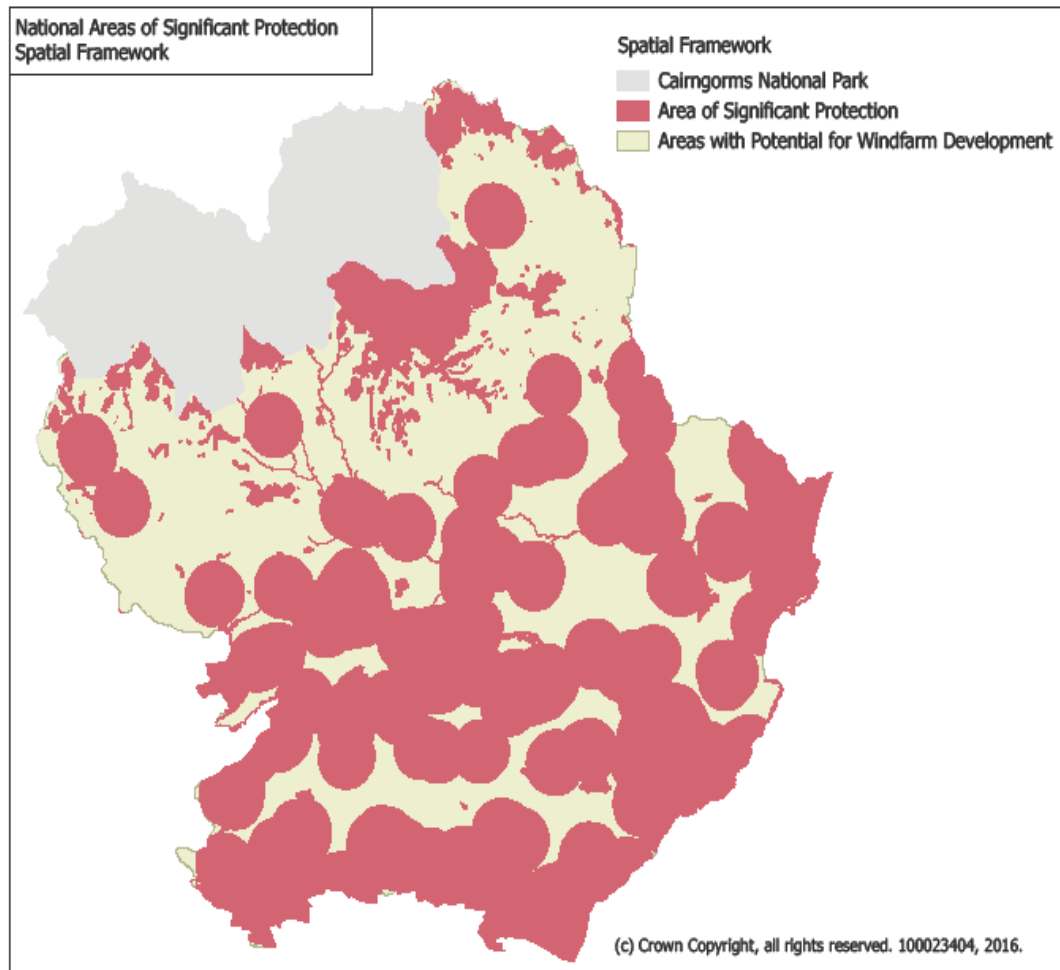 National Areas of Significant Protection
Spatial Framework
Spatial Framework
Cairngorms National Park
Area of Significant Protection
Areas with Potential for Windfarm Development
(c) Crown Copyright, all rights reserved. 100023404, 2016.